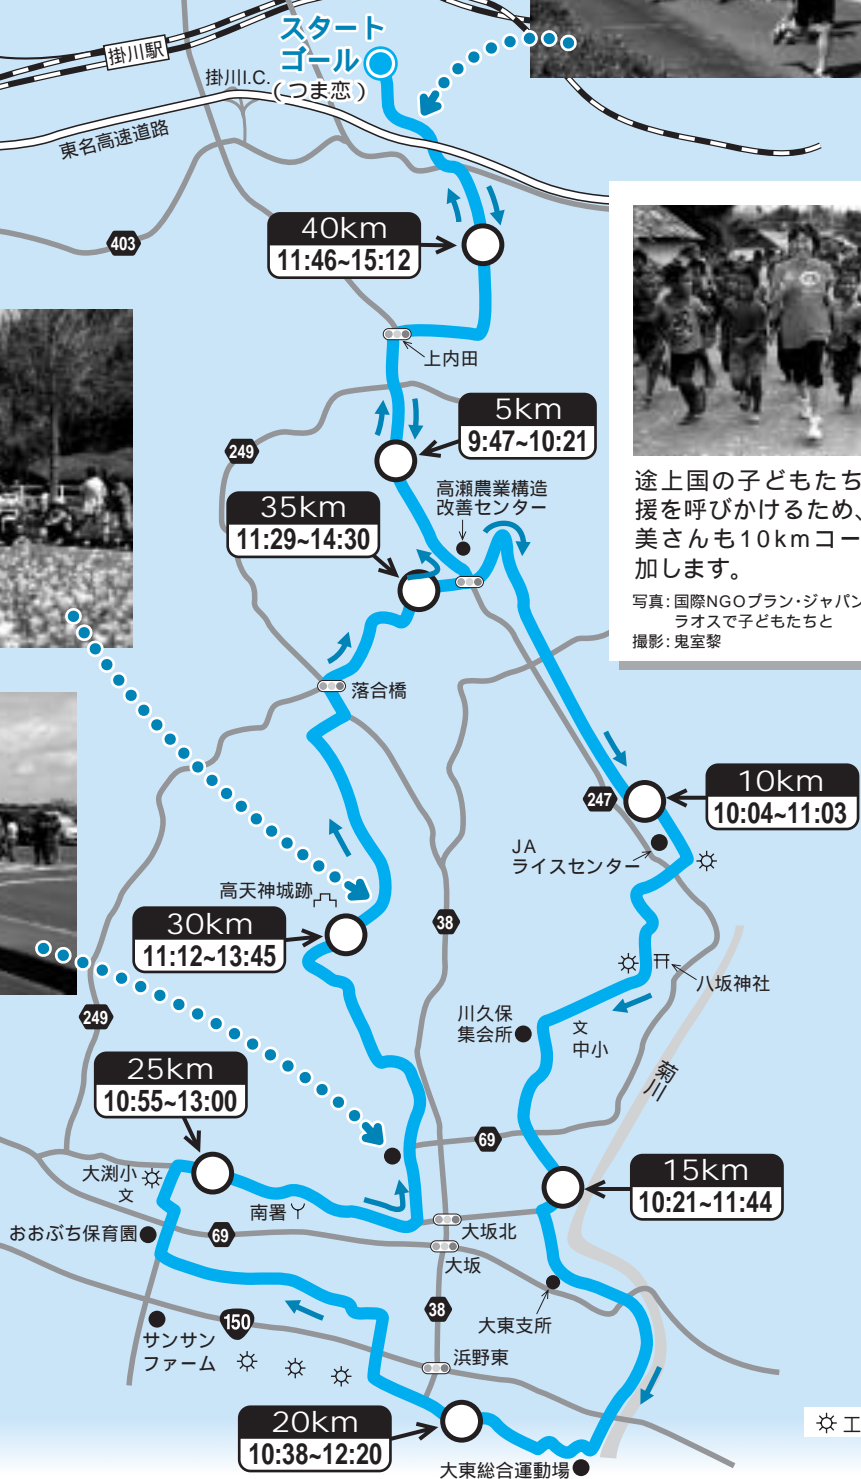 スタート
ゴール
(つま恋)
掛川駅
掛川I.C.
東名高速道路
403
40km
11:46~15:12
上内田
5km
9:47~10:21
249
高瀬農業構造
改善センター
35km
11:29~14:30
途上国の子どもたち
援を呼びかけるため、
美さんも10kmコー
加します。
写真:国際NGOプラン・ジャパン
ラオスで子どもたちと
撮影:鬼室黎
落合橋
10km
10:04~11:03
247
JA
ライスセンター
高天神城跡
30km
11:12~13:45
38
八坂神社
川久保
集会所
文
中小
249
菊川
25km
10:55~13:00
69
15km
10:21~11:44
大渕小
文
南署
おおぶち保育園
69
大坂北
大坂
38
大東支所
150
サンサン
ファーム
浜野東
20km
10:38~12:20
大東総合運動場
工